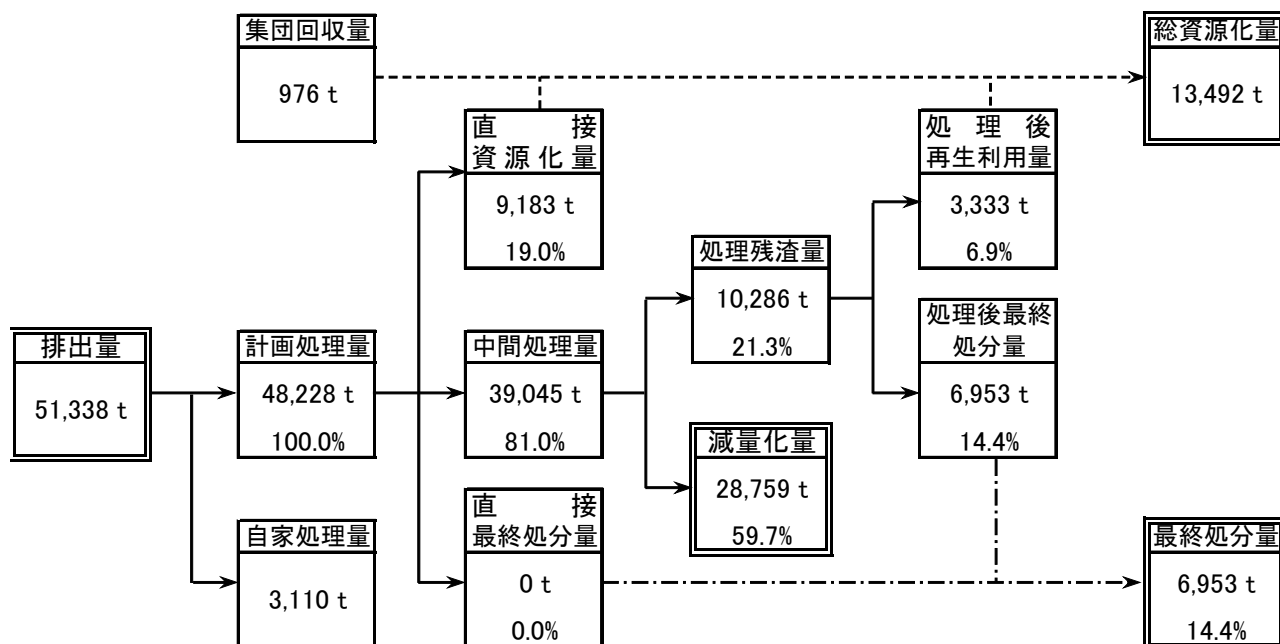 集団回収量
976 t
総資源化量
13,492 t
直 接
資源化量
9,183 t
19.0%
処 理 後
再生利用量
3,333 t
6.9%
処理残渣量
10,286 t
21.3%
処理後最終
処分量
6,953 t
14.4%
排出量
51,338 t
計画処理量
48,228 t
100.0%
中間処理量
39,045 t
81.0%
減量化量
28,759 t
59.7%
自家処理量
3,110 t
直 接
最終処分量
0 t
0.0%
最終処分量
6,953 t
14.4%